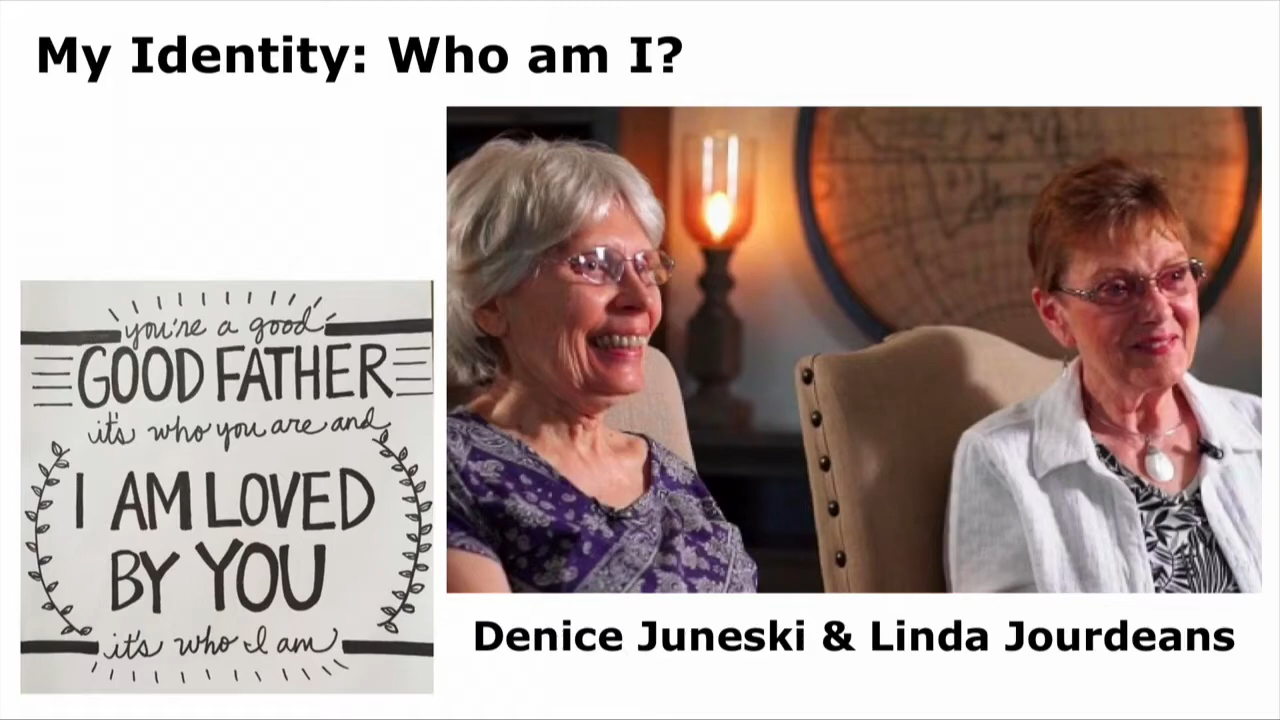 My Identity: Who am I?
you're a good
GOOD FATHER
it's who you are and
I AM LOVED
BY YOU
it's who I am
Denice Juneski & Linda Jourdeans